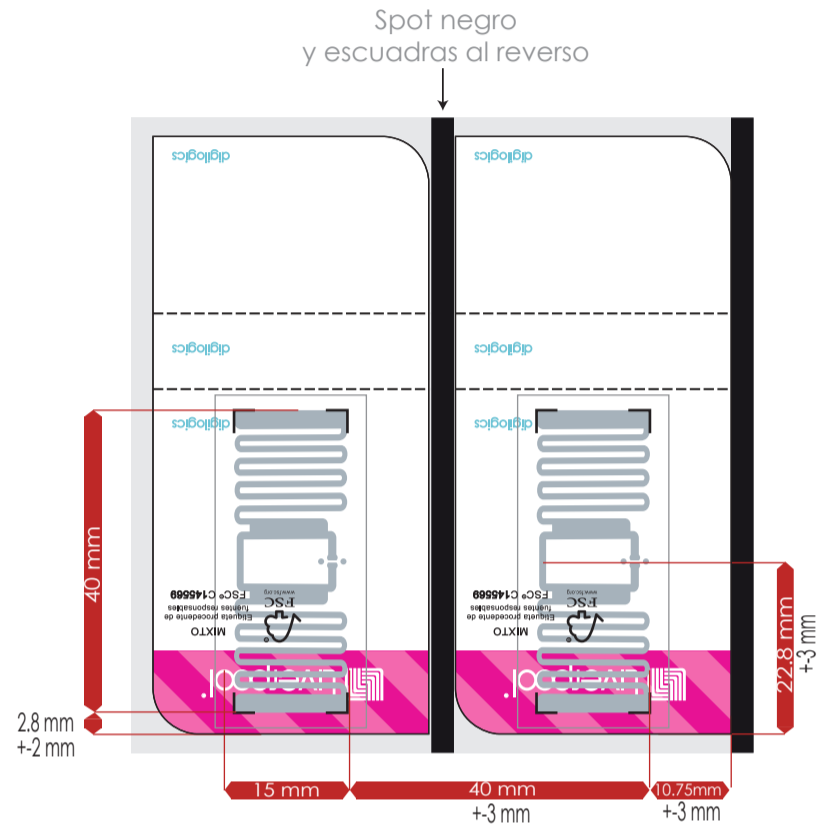 Spot negro
y escuadras al reverso
digilogics
digilogics
digilogics
digilogics
digilogics
digilogics
40 mm
FSC® C145569
www.fsc.org
FSC
fuentes responsables
Etiqueta procedente de
MIXTO
Liverpool.
FSC® C145569
www.fsc.org
FSC
fuentes responsables
Etiqueta procedente de
MIXTO
Liverpool.
22.8 mm
+-3 mm
2.8 mm
+-2 mm
15 mm
40 mm
+-3 mm
10.75mm
+-3 mm